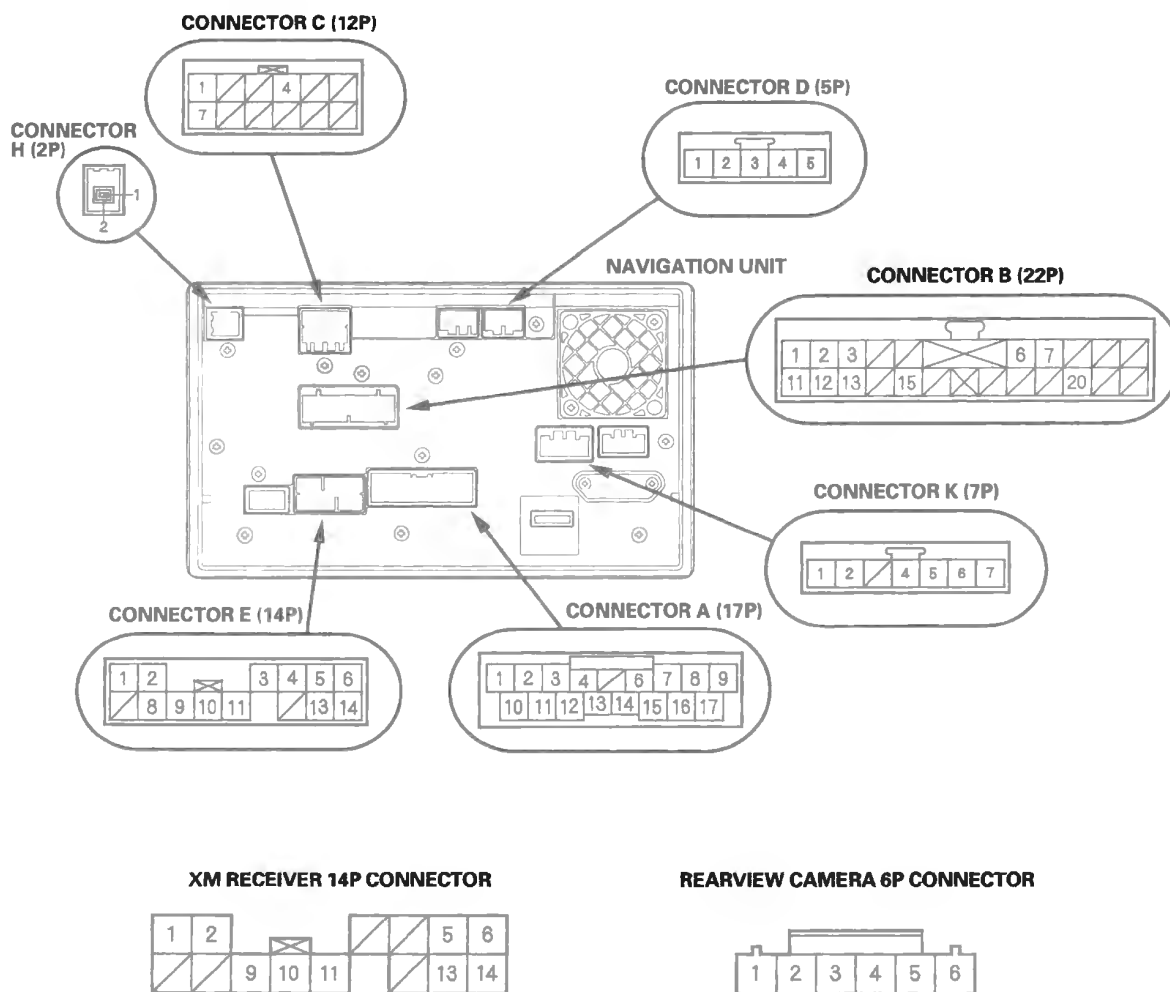 CONNECTOR C (12P)
1 4
7
CONNECTOR D (5P)
1 2 3 4 5
CONNECTOR
H (2P)
1
2
NAVIGATION UNIT
CONNECTOR B (22P)
1 2 3 6 7
11 12 13 15 20
CONNECTOR K (7P)
1 2 4 5 6 7
CONNECTOR E (14P)
1 2 3 4 5 6
8 9 10 11 13 14
CONNECTOR A (17P)
1 2 3 4 6 7 8 9
10 11 12 13 14 15 16 17
XM RECEIVER 14P CONNECTOR
1 2 5 6
9 10 11 13 14
REARVIEW CAMERA 6P CONNECTOR
1 2 3 4 5 6